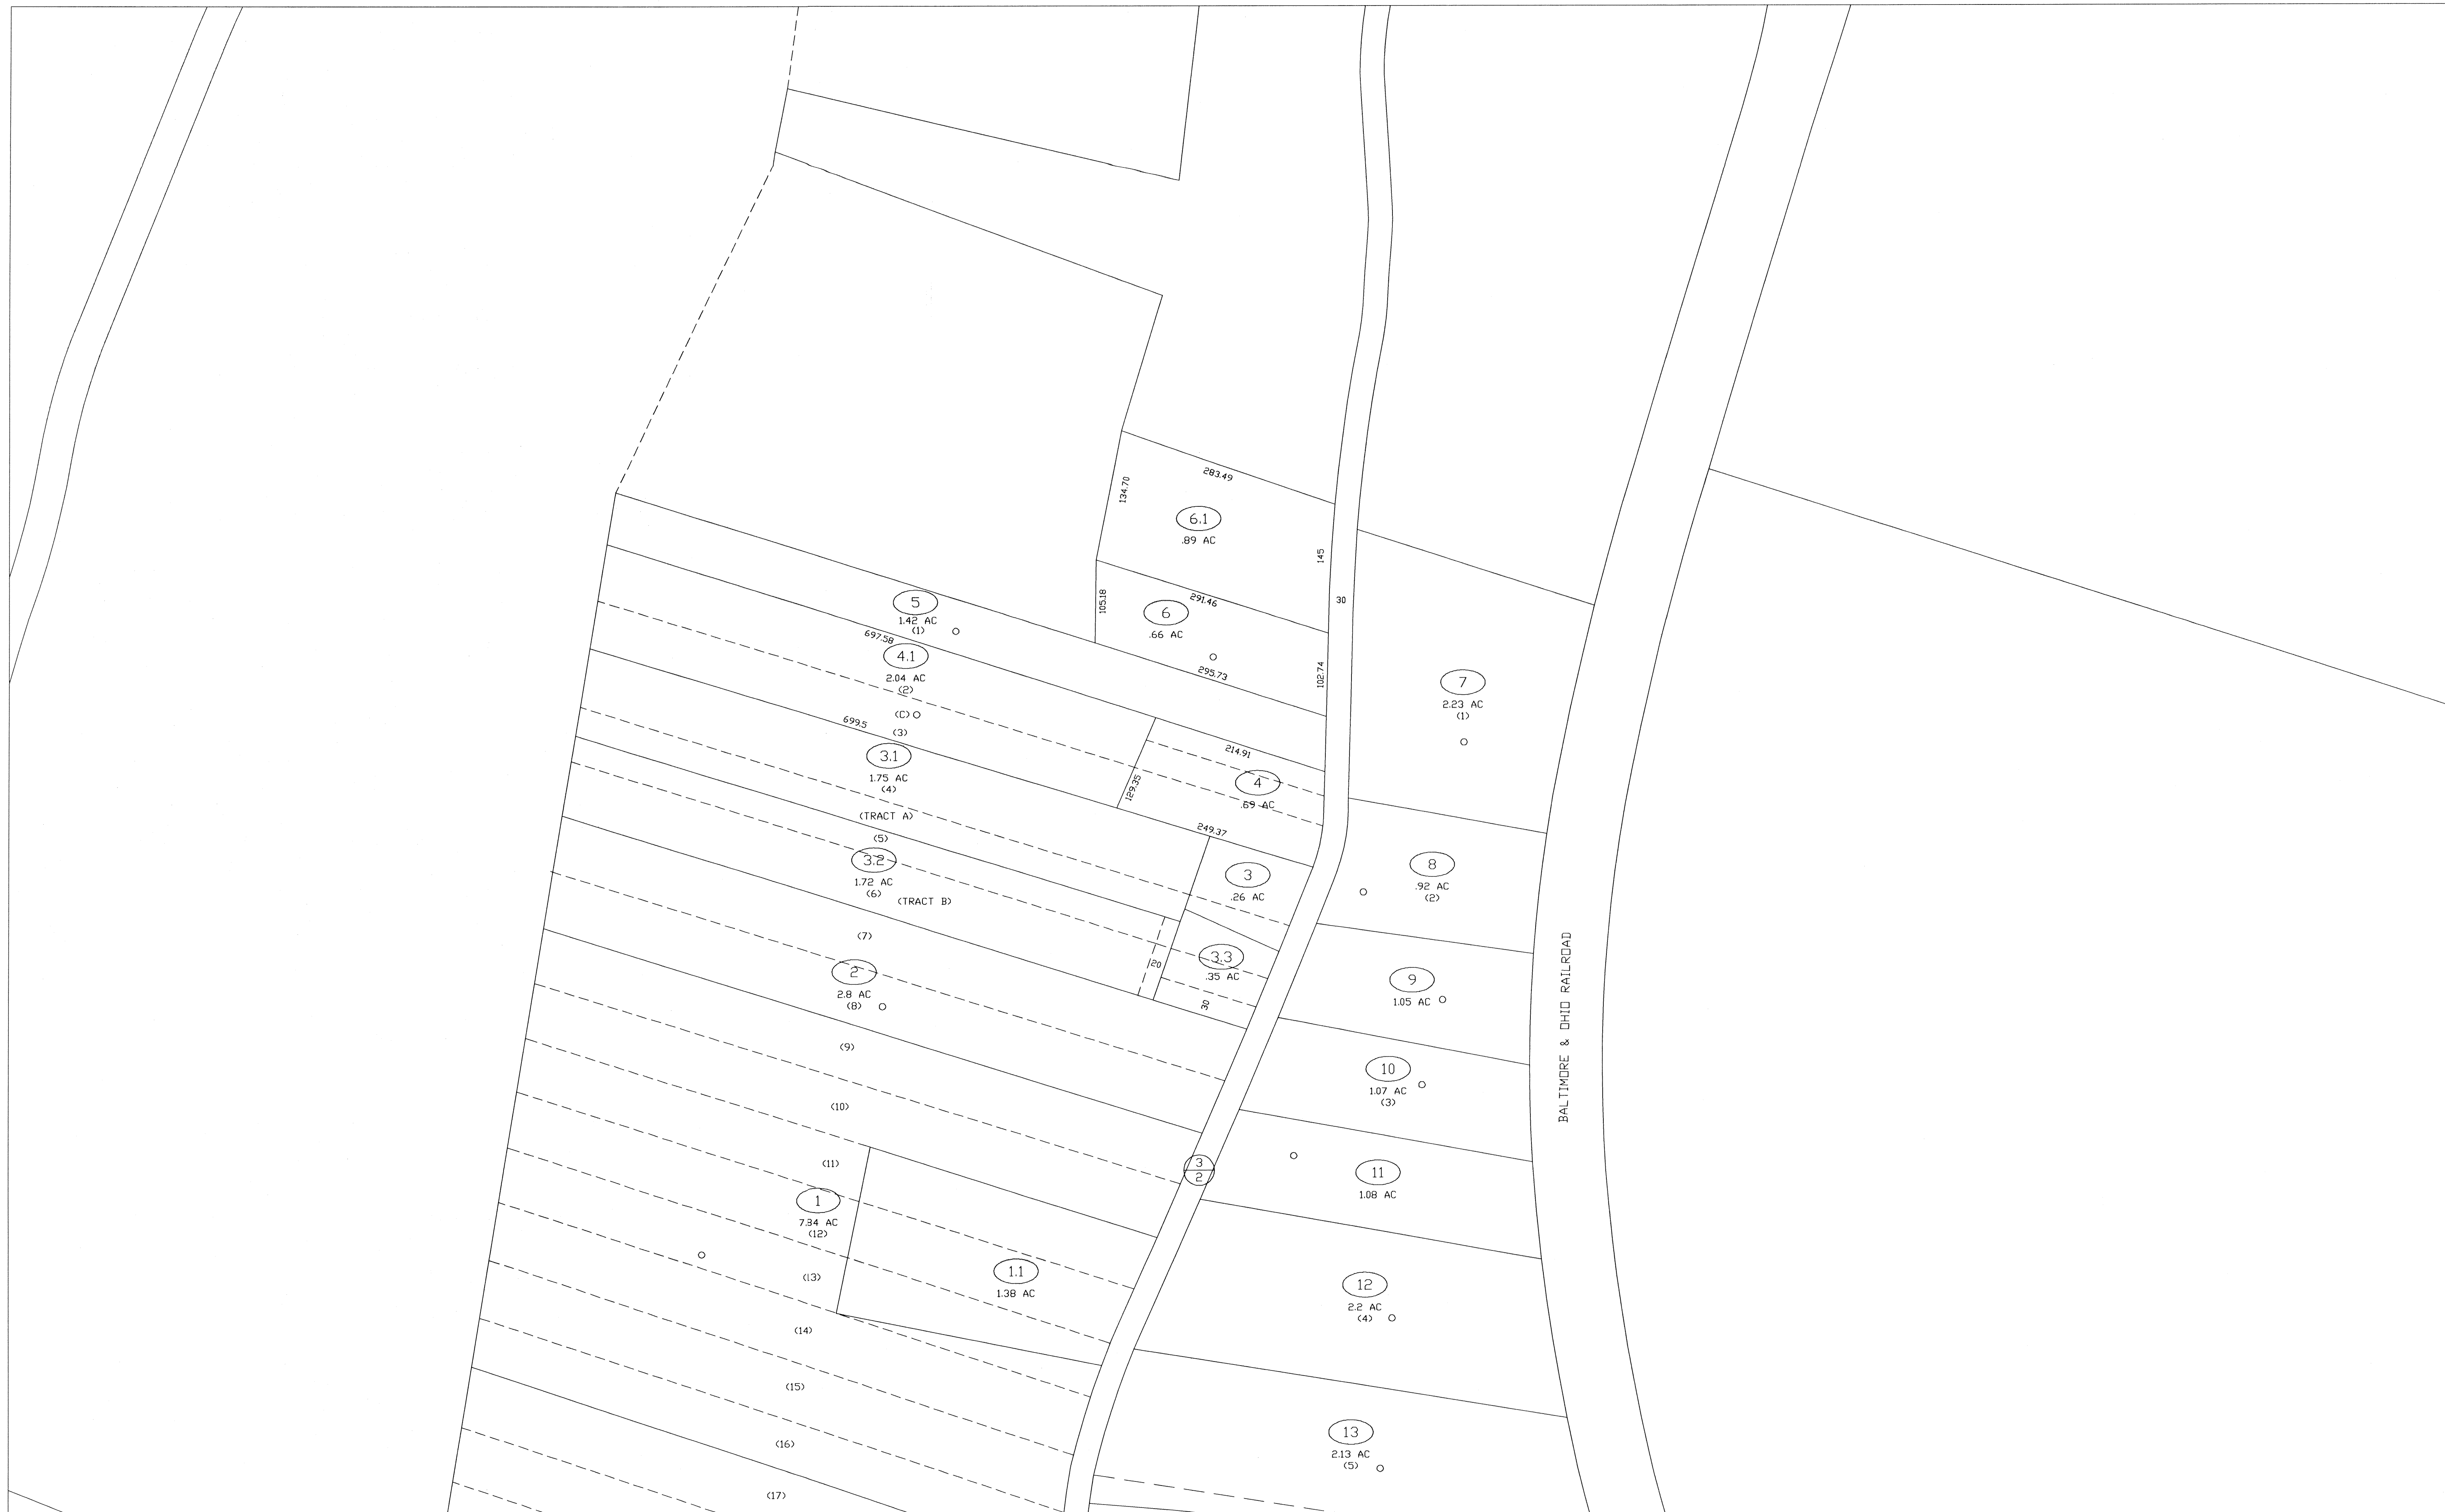 283.49
134.70
6.1
.89 AC
145
105.18
291.46
30
5
1.42 AC
(1)
6
.66 AC
697.58
4.1
2.04 AC
(2)
295.73
102.74
7
2.23 AC
(1)
(C)
699.5
(3)
3.1
1.75 AC
(4)
214.91
129.35
4
.69 AC
(TRACT A)
(5)
249.37
3.2
1.72 AC
(6)
(TRACT B)
3
.26 AC
8
.92 AC
(2)
(7)
2
2.8 AC
(8)
20
3.3
.35 AC
30
9
1.05 AC
BALTIMORE & OHIO RAILROAD
(9)
10
1.07 AC
(3)
(10)
(11)
3
2
11
1.08 AC
1
7.34 AC
(12)
(13)
1.1
1.38 AC
12
2.2 AC
(4)
(14)
(15)
(16)
13
2.13 AC
(5)
(17)